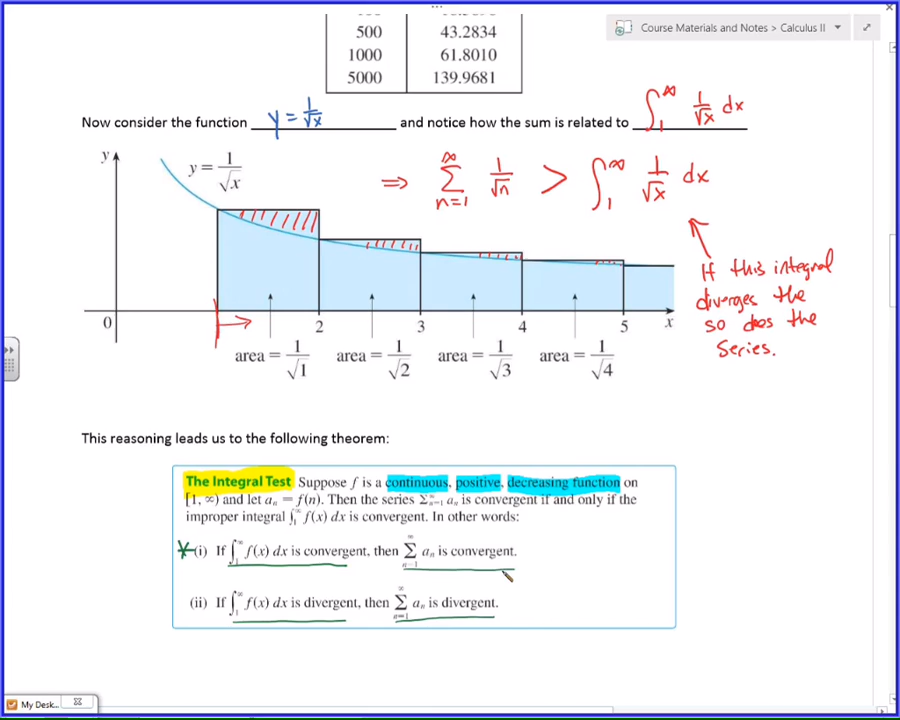 500 43.2834
1000 61.8010
5000 139.9681
Course Materials and Notes > Calculus II
Now consider the function y = 1/√x and notice how the sum is related to ∫₁^∞ 1/√x dx
y
y = 1/√x
⇒ ∑_{n=1}^∞ 1/√n > ∫₁^∞ 1/√x dx
If this integral
diverges the
so does the
series.
0 2 3 4 5 x
area = 1/√1 area = 1/√2 area = 1/√3 area = 1/√4
This reasoning leads us to the following theorem:
The Integral Test Suppose f is a continuous, positive, decreasing function on
[1, ∞) and let aₙ = f(n). Then the series Σ_{n=1}^∞ aₙ is convergent if and only if the
improper integral ∫₁^∞ f(x) dx is convergent. In other words:
(i) If ∫₁^∞ f(x) dx is convergent, then ∑_{n=1}^∞ aₙ is convergent.
(ii) If ∫₁^∞ f(x) dx is divergent, then ∑_{n=1}^∞ aₙ is divergent.
My Desk...